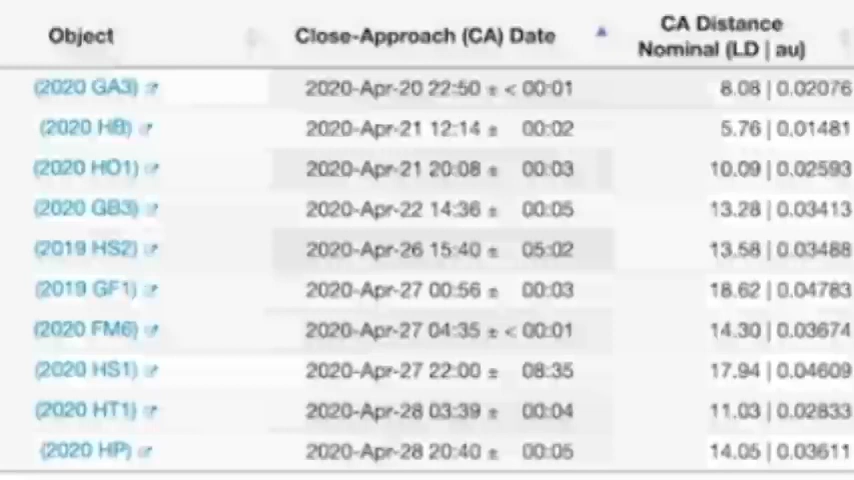 Object Close-Approach (CA) Date CA Distance Nominal (LD | au)
(2020 GA3) 2020-Apr-20 22:50 ± < 00:01 8.08 | 0.02076
(2020 HB) 2020-Apr-21 12:14 ± 00:02 5.76 | 0.01481
(2020 HO1) 2020-Apr-21 20:08 ± 00:03 10.09 | 0.02593
(2020 GB3) 2020-Apr-22 14:36 ± 00:05 13.28 | 0.03413
(2019 HS2) 2020-Apr-26 15:40 ± 05:02 13.58 | 0.03488
(2019 GF1) 2020-Apr-27 00:56 ± 00:03 18.62 | 0.04783
(2020 FM6) 2020-Apr-27 04:35 ± < 00:01 14.30 | 0.03674
(2020 HS1) 2020-Apr-27 22:00 ± 08:35 17.94 | 0.04609
(2020 HT1) 2020-Apr-28 03:39 ± 00:04 11.03 | 0.02833
(2020 HP) 2020-Apr-28 20:40 ± 00:05 14.05 | 0.03611